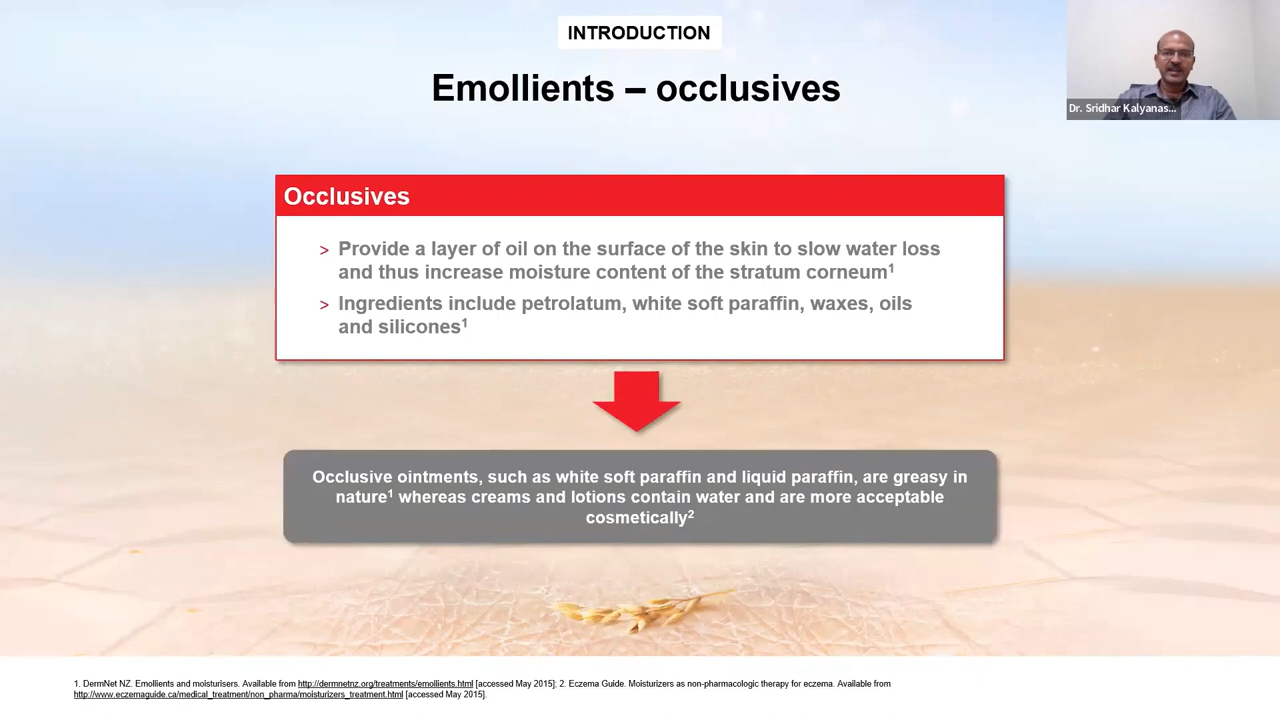 INTRODUCTION
Emollients – occlusives
Dr. Sridhar Kalyanas...
Occlusives
> Provide a layer of oil on the surface of the skin to slow water loss
and thus increase moisture content of the stratum corneum1
> Ingredients include petrolatum, white soft paraffin, waxes, oils
and silicones1
Occlusive ointments, such as white soft paraffin and liquid paraffin, are greasy in
nature1 whereas creams and lotions contain water and are more acceptable
cosmetically2
1. DermNet NZ. Emollients and moisturisers. Available from http://dermnetnz.org/treatments/emollients.html [accessed May 2015]; 2. Eczema Guide. Moisturizers as non-pharmacologic therapy for eczema. Available from
http://www.eczemaguide.ca/medical_treatment/non_pharma/moisturizers_treatment.html [accessed May 2015].